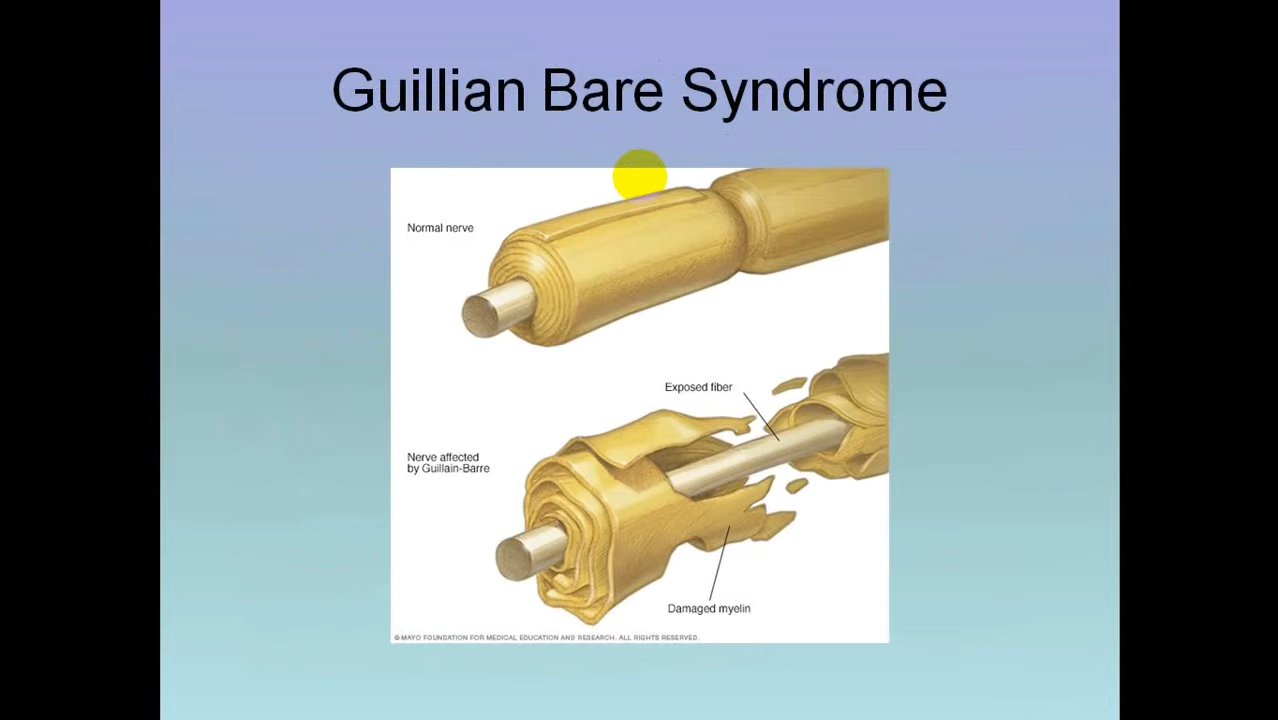 Guillian Bare Syndrome
Normal nerve
Exposed fiber
Nerve affected
by Guillain-Barre
Damaged myelin
© MAYO FOUNDATION FOR MEDICAL EDUCATION AND RESEARCH. ALL RIGHTS RESERVED.